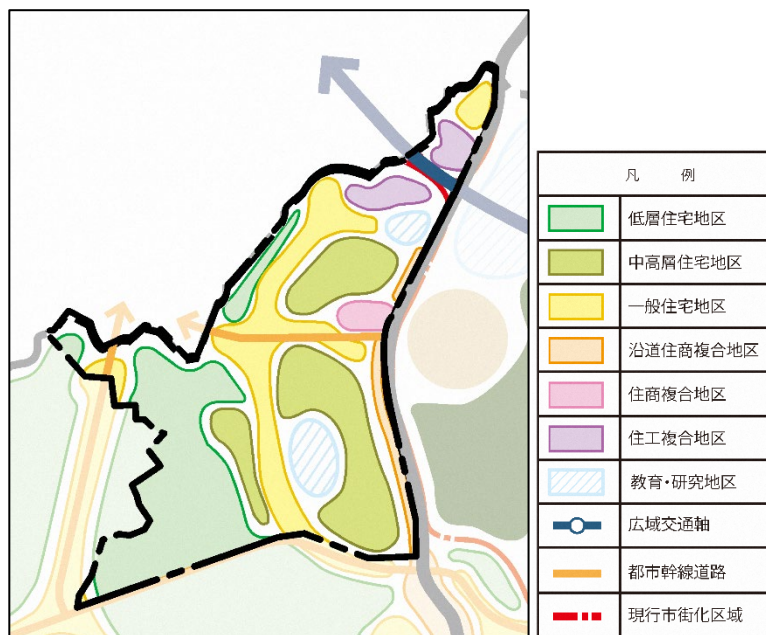 凡 例
低層住宅地区
中高層住宅地区
一般住宅地区
沿道住商複合地区
住商複合地区
住工複合地区
教育・研究地区
広域交通軸
都市幹線道路
現行市街化区域